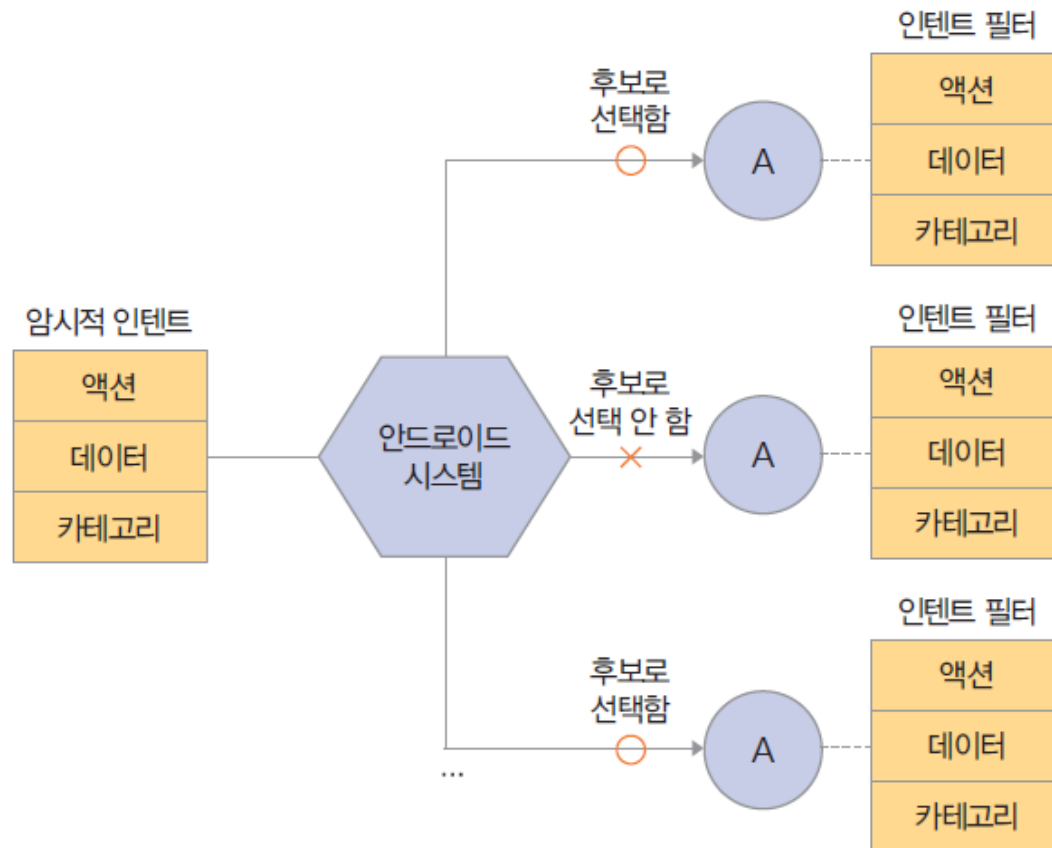 인텐트 필터
액션
데이터
카테고리
후보로
선택함
A
암시적 인텐트
액션
데이터
카테고리
안드로이드
시스템
후보로
선택 안 함
A
인텐트 필터
액션
데이터
카테고리
후보로
선택함
...
A
인텐트 필터
액션
데이터
카테고리